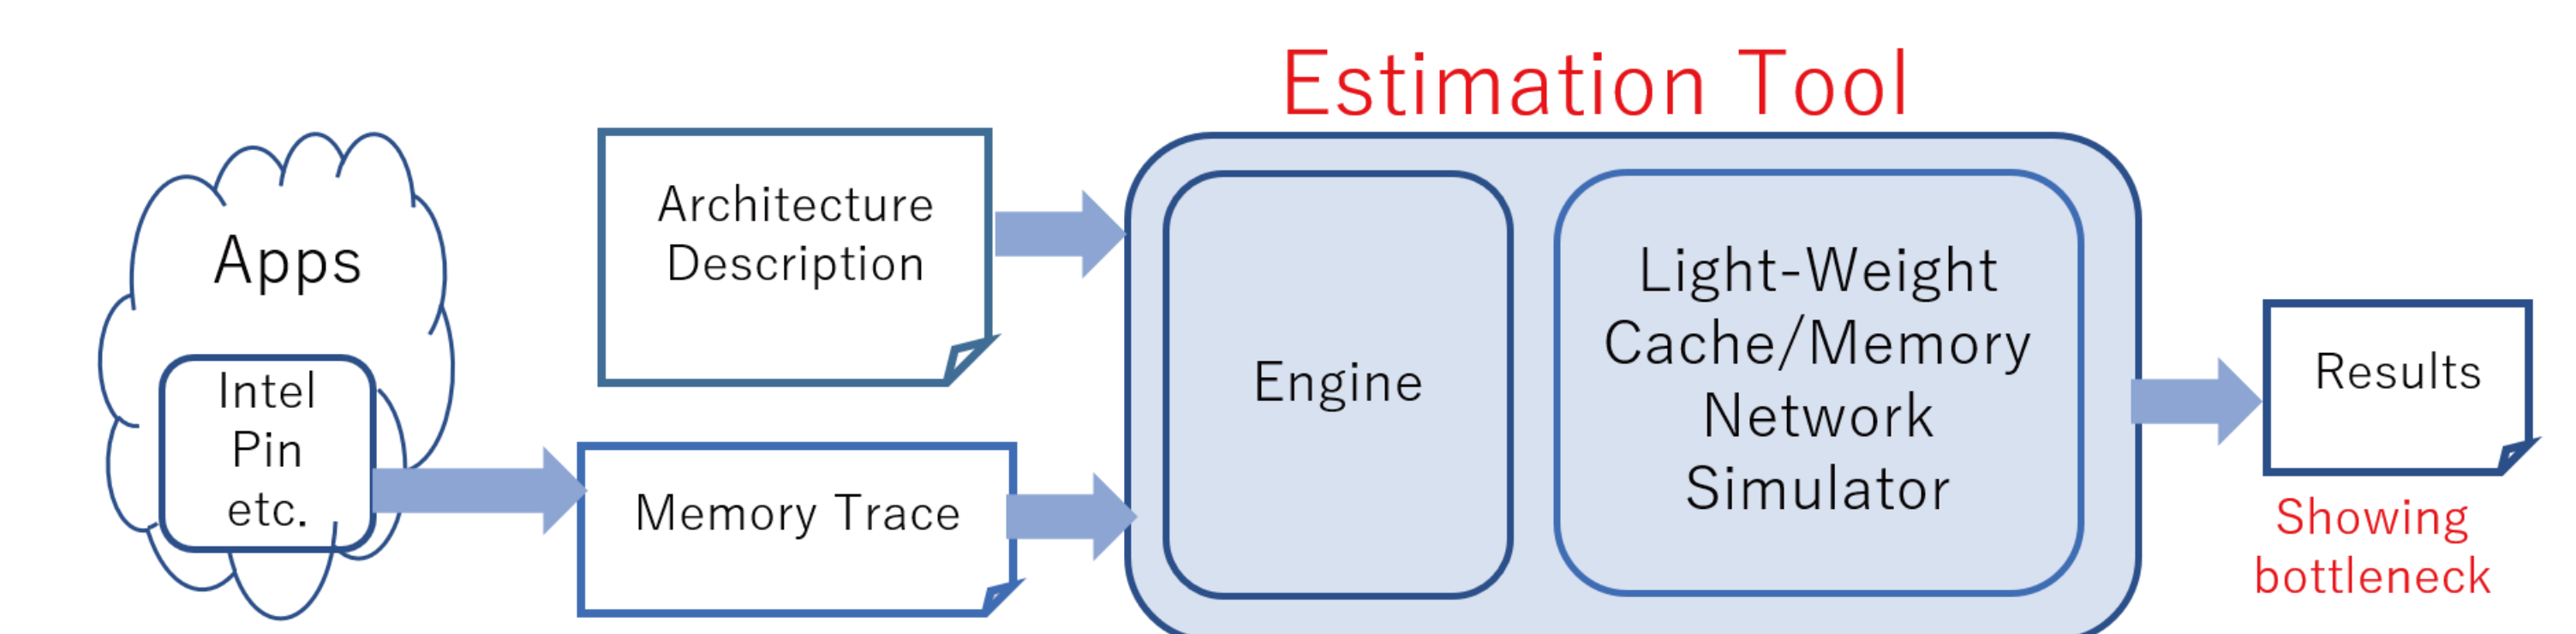 Estimation Tool
Apps
Intel
Pin
etc.
Architecture
Description
Memory Trace
Engine
Light-Weight
Cache/Memory
Network
Simulator
Results
Showing
bottleneck